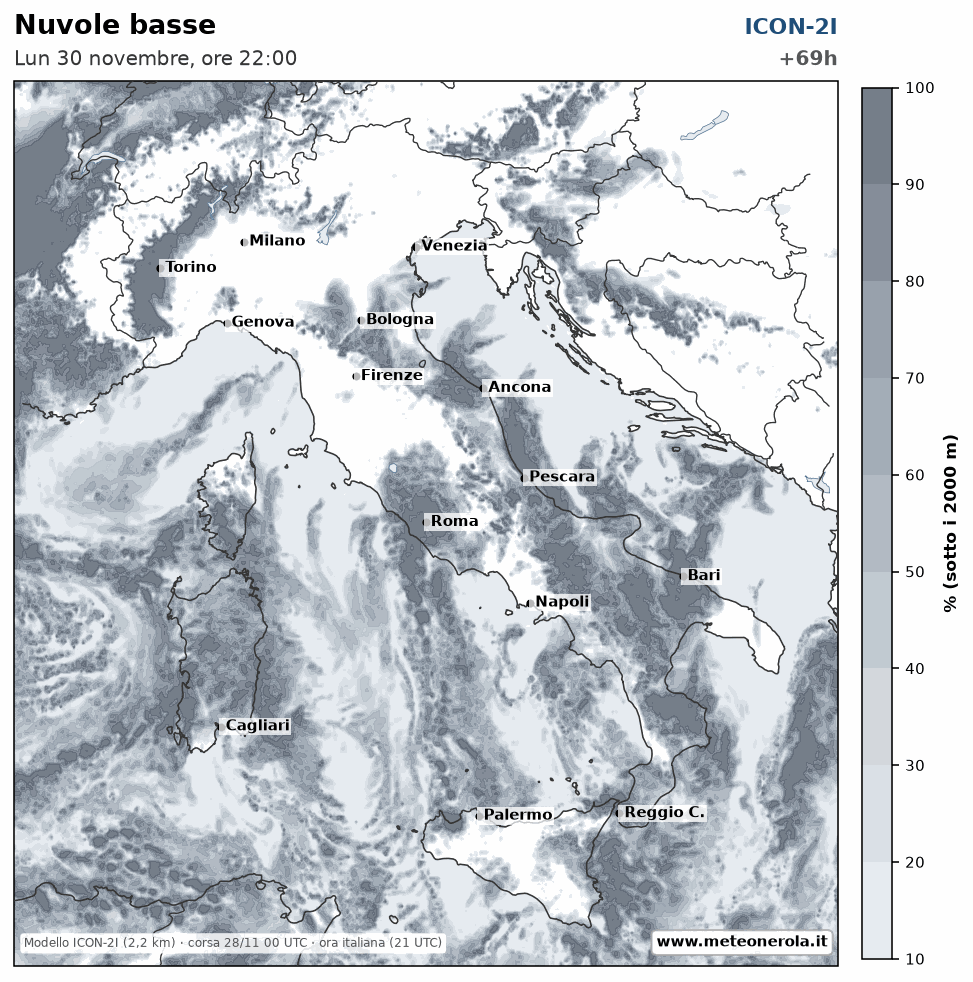 Nuvole basse
ICON-2I
Lun 30 novembre, ore 22:00
+69h
Milano
Venezia
Torino
Genova
Bologna
Firenze
Ancona
Pescara
Roma
Bari
Napoli
Cagliari
Palermo
Reggio C.
100
90
80
70
60
50
40
30
20
10
% (sotto i 2000 m)
Modello ICON-2I (2,2 km) · corsa 28/11 00 UTC · ora italiana (21 UTC)
www.meteonerola.it